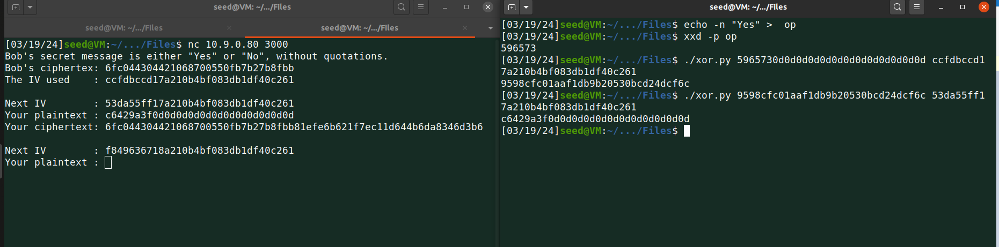 seed@VM: ~/.../Files
seed@VM: ~/.../Files
seed@VM: ~/.../Files
[03/19/24]seed@VM:~/.../Files$ nc 10.9.0.80 3000
Bob's secret message is either "Yes" or "No", without quotations.
Bob's ciphertex: 6fc044304421068700550fb7b27b8fbb
The IV used    : ccfdbccd17a210b4bf083db1df40c261
Next IV        : 53da55ff17a210b4bf083db1df40c261
Your plaintext : c6429a3f0d0d0d0d0d0d0d0d0d0d0d0d
Your ciphertext: 6fc044304421068700550fb7b27b8fbb81efe6b621f7ec11d644b6da8346d3b6
Next IV        : f849636718a210b4bf083db1df40c261
Your plaintext :
seed@VM: ~/.../Files
[03/19/24]seed@VM:~/.../Files$ echo -n "Yes" >  op
[03/19/24]seed@VM:~/.../Files$ xxd -p op
596573
[03/19/24]seed@VM:~/.../Files$ ./xor.py 5965730d0d0d0d0d0d0d0d0d0d0d0d0d ccfdbccd1
7a210b4bf083db1df40c261
9598cfc01aaf1db9b20530bcd24dcf6c
[03/19/24]seed@VM:~/.../Files$ ./xor.py 9598cfc01aaf1db9b20530bcd24dcf6c 53da55ff1
7a210b4bf083db1df40c261
c6429a3f0d0d0d0d0d0d0d0d0d0d0d0d
[03/19/24]seed@VM:~/.../Files$